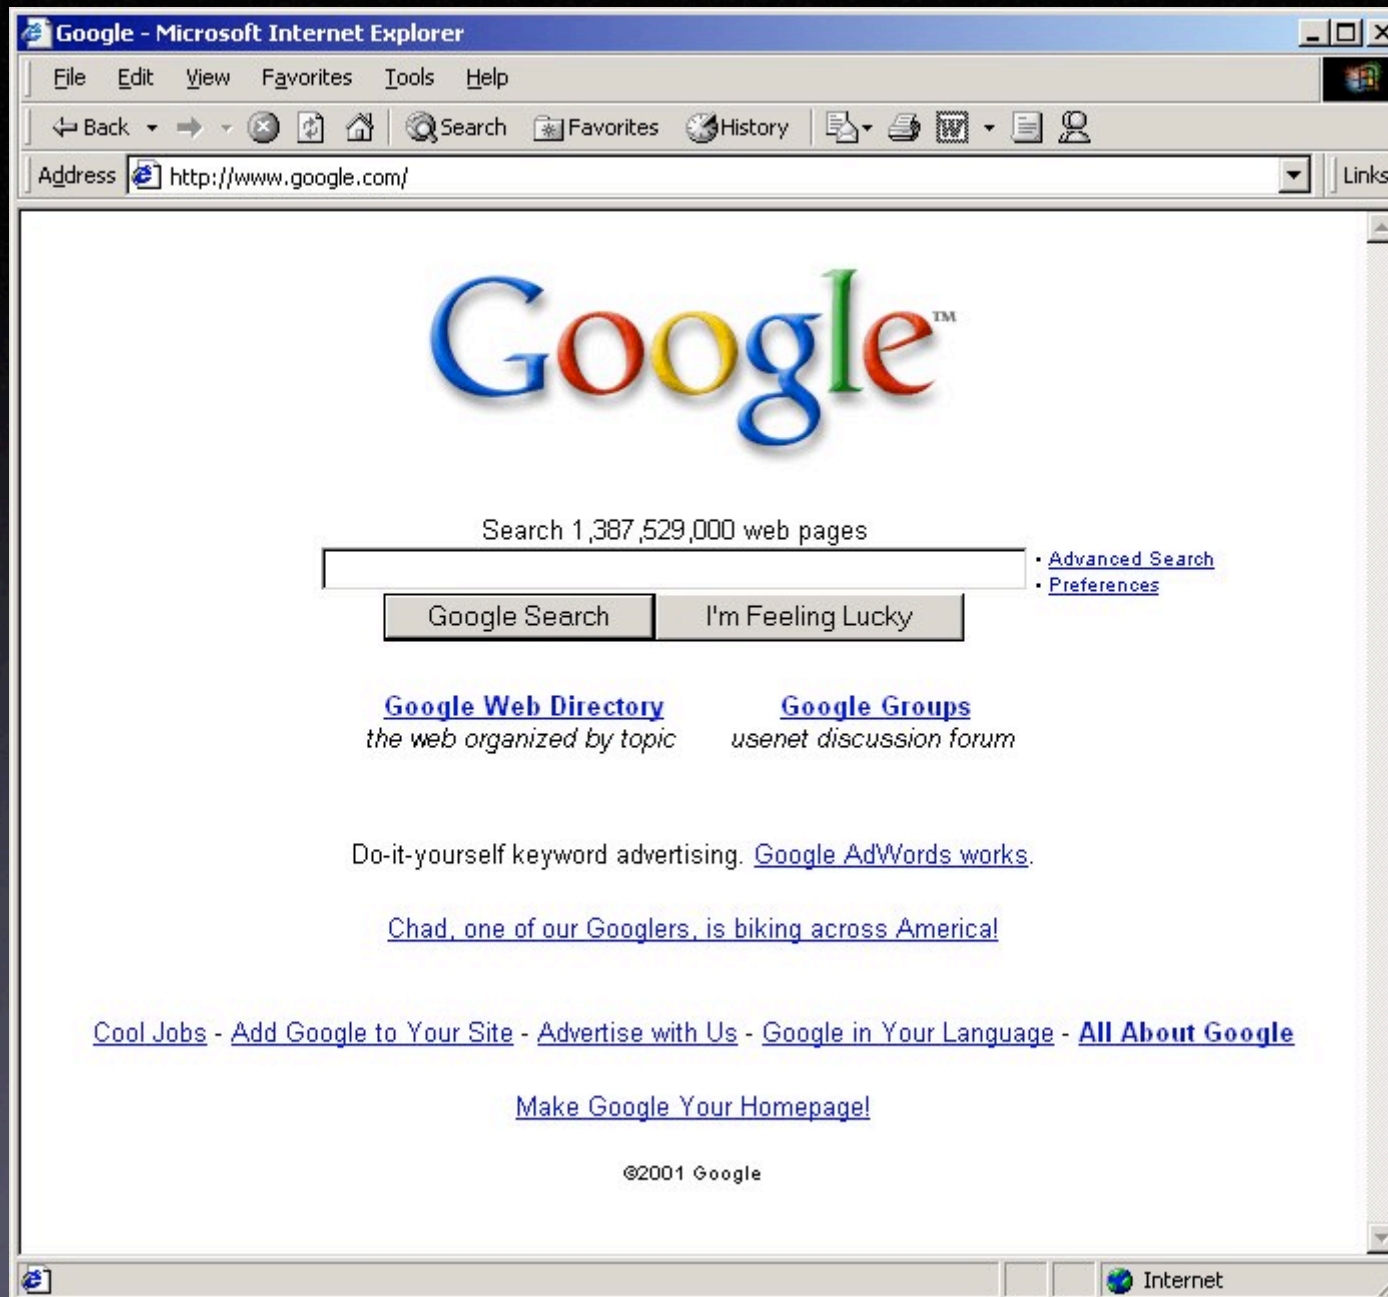 Google - Microsoft Internet Explorer
File Edit View Favorites Tools Help
Back Search Favorites History
Address http://www.google.com/ Links
Google™
Search 1,387,529,000 web pages
• Advanced Search
• Preferences
Google Search I'm Feeling Lucky
Google Web Directory Google Groups
the web organized by topic usenet discussion forum
Do-it-yourself keyword advertising. Google AdWords works.
Chad, one of our Googlers, is biking across America!
Cool Jobs - Add Google to Your Site - Advertise with Us - Google in Your Language - All About Google
Make Google Your Homepage!
©2001 Google
Internet